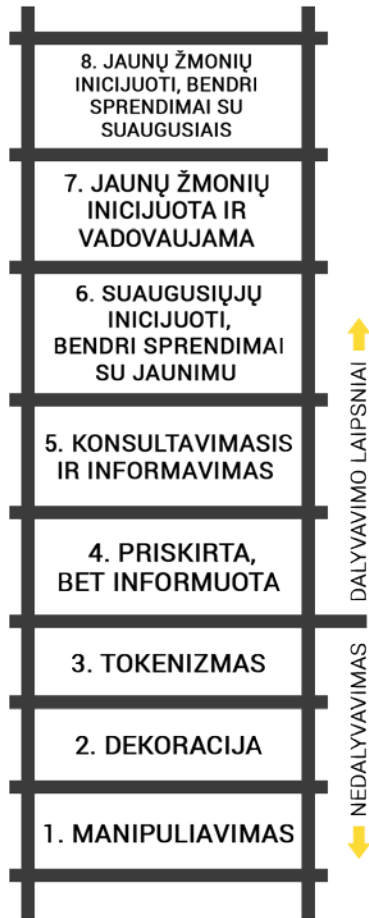 8. JAUNŲ ŽMONIŲ
INICIJUOTI, BENDRI
SPRENDIMAI SU
SUAUGUSIAIS
7. JAUNŲ ŽMONIŲ
INICIJUOTA IR
VADOVAUJAMA
6. SUAUGUSIŲJŲ
INICIJUOTI,
BENDRI SPRENDIMAI
SU JAUNIMU
5. KONSULTAVIMASIS
IR INFORMAVIMAS
4. PRISKIRTA,
BET INFORMUOTA
3. TOKENIZMAS
2. DEKORACIJA
1. MANIPULIAVIMAS
DALYVAVIMO LAIPSNIAI
NEDALYVAVIMAS